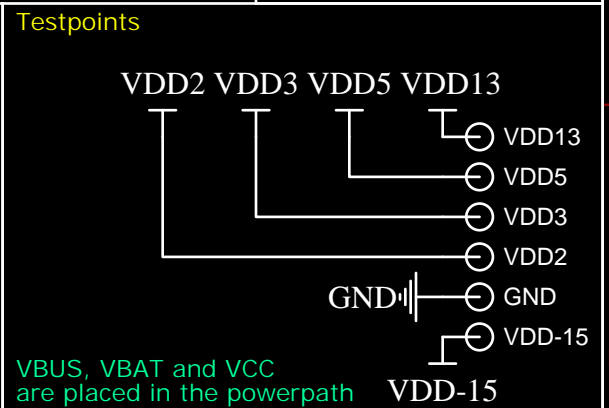 Testpoints
VDD2 VDD3 VDD5 VDD13
VDD13
VDD5
VDD3
VDD2
GND GND
VDD-15
VBUS, VBAT and VCC
are placed in the powerpath
VDD-15